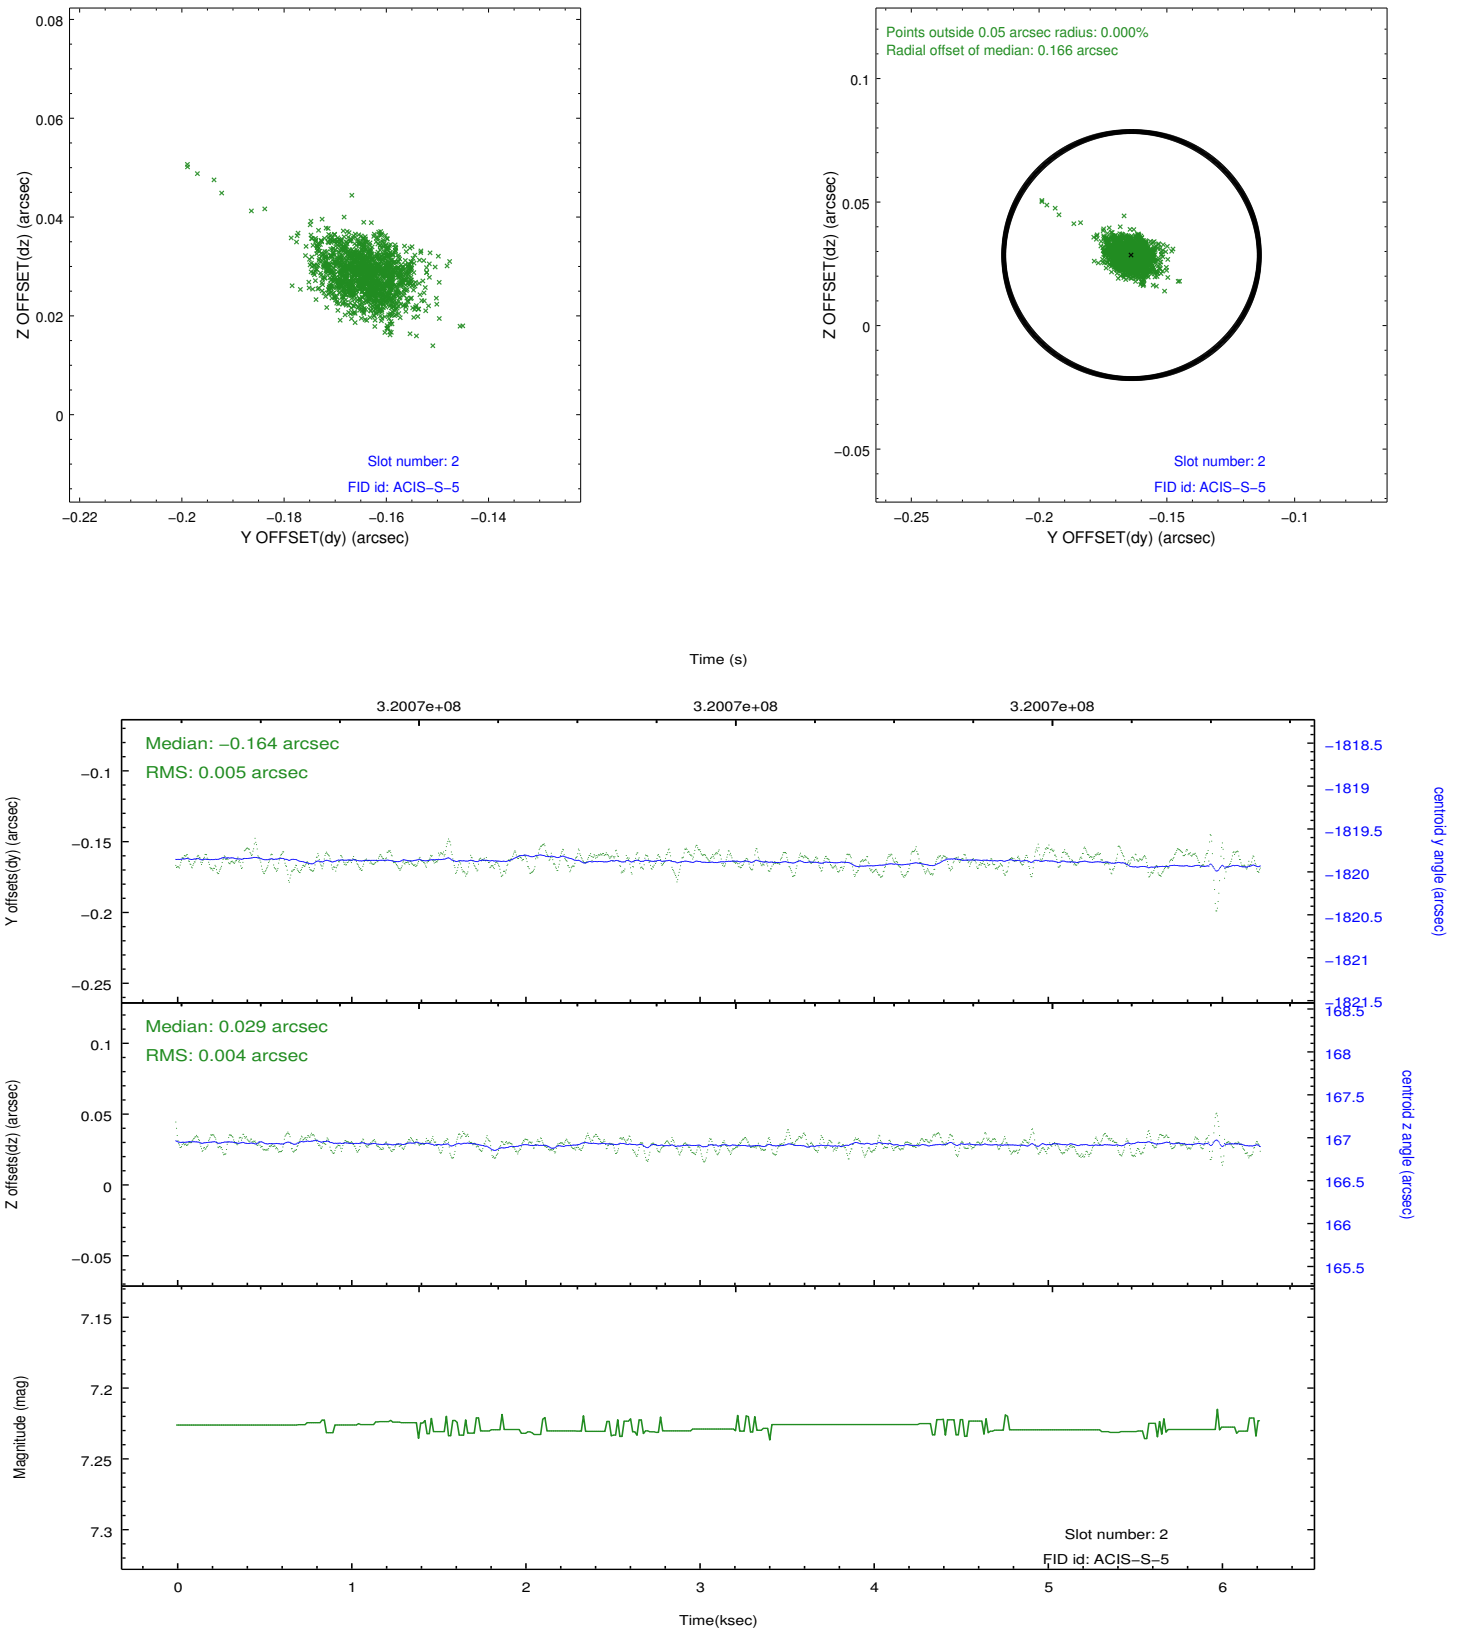 0.08
0.06
0.04
0.02
0
Z OFFSET(dz) (arcsec)
Slot number: 2
FID id: ACIS−S−5
−0.22 −0.2 −0.18 −0.16 −0.14
Y OFFSET(dy) (arcsec)
Points outside 0.05 arcsec radius: 0.000%
Radial offset of median: 0.166 arcsec
0.1
0.05
0
−0.05
Z OFFSET(dz) (arcsec)
Slot number: 2
FID id: ACIS−S−5
−0.25 −0.2 −0.15 −0.1
Y OFFSET(dy) (arcsec)
Time (s)
3.2007e+08 3.2007e+08 3.2007e+08
Median: −0.164 arcsec
RMS: 0.005 arcsec
−0.1
−0.15
−0.2
−0.25
Y offsets(dy) (arcsec)
−1818.5
−1819
−1819.5
−1820
−1820.5
−1821
−1821.5
centroid y angle (arcsec)
Median: 0.029 arcsec
RMS: 0.004 arcsec
0.1
0.05
0
−0.05
Z offsets(dz) (arcsec)
168.5
168
167.5
167
166.5
166
165.5
centroid z angle (arcsec)
7.15
7.2
7.25
7.3
Magnitude (mag)
Slot number: 2
FID id: ACIS−S−5
0 1 2 3 4 5 6
Time(ksec)